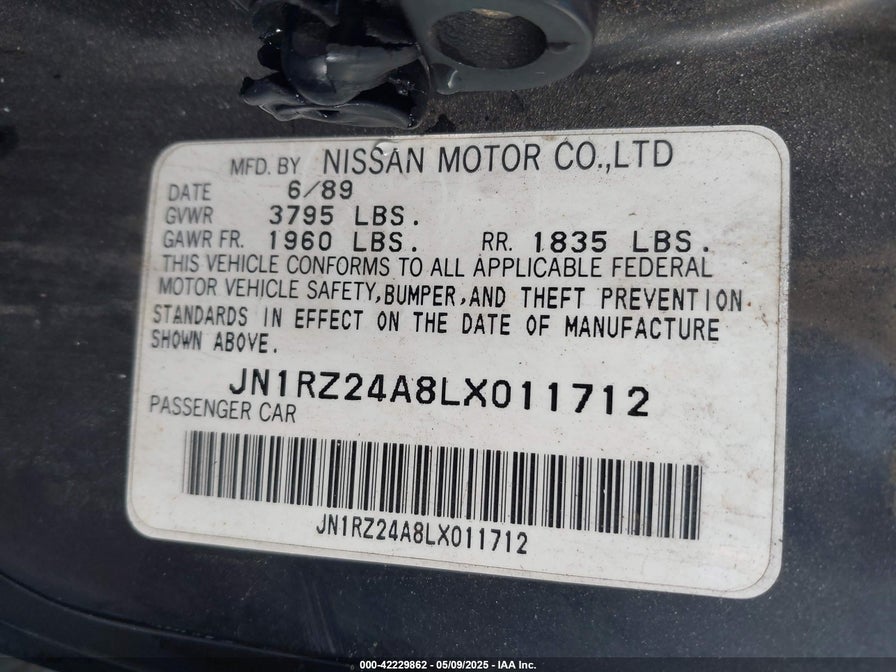 MFD. BY NISSAN MOTOR CO.,LTD
DATE 6/89
GVWR 3795 LBS.
GAWR FR. 1960 LBS. RR. 1835 LBS.
THIS VEHICLE CONFORMS TO ALL APPLICABLE FEDERAL
MOTOR VEHICLE SAFETY,BUMPER,AND THEFT PREVENTION
STANDARDS IN EFFECT ON THE DATE OF MANUFACTURE
SHOWN ABOVE.
JN1RZ24A8LX011712
PASSENGER CAR
JN1RZ24A8LX011712
000-42229862 - 05/09/2025 - IAA Inc.